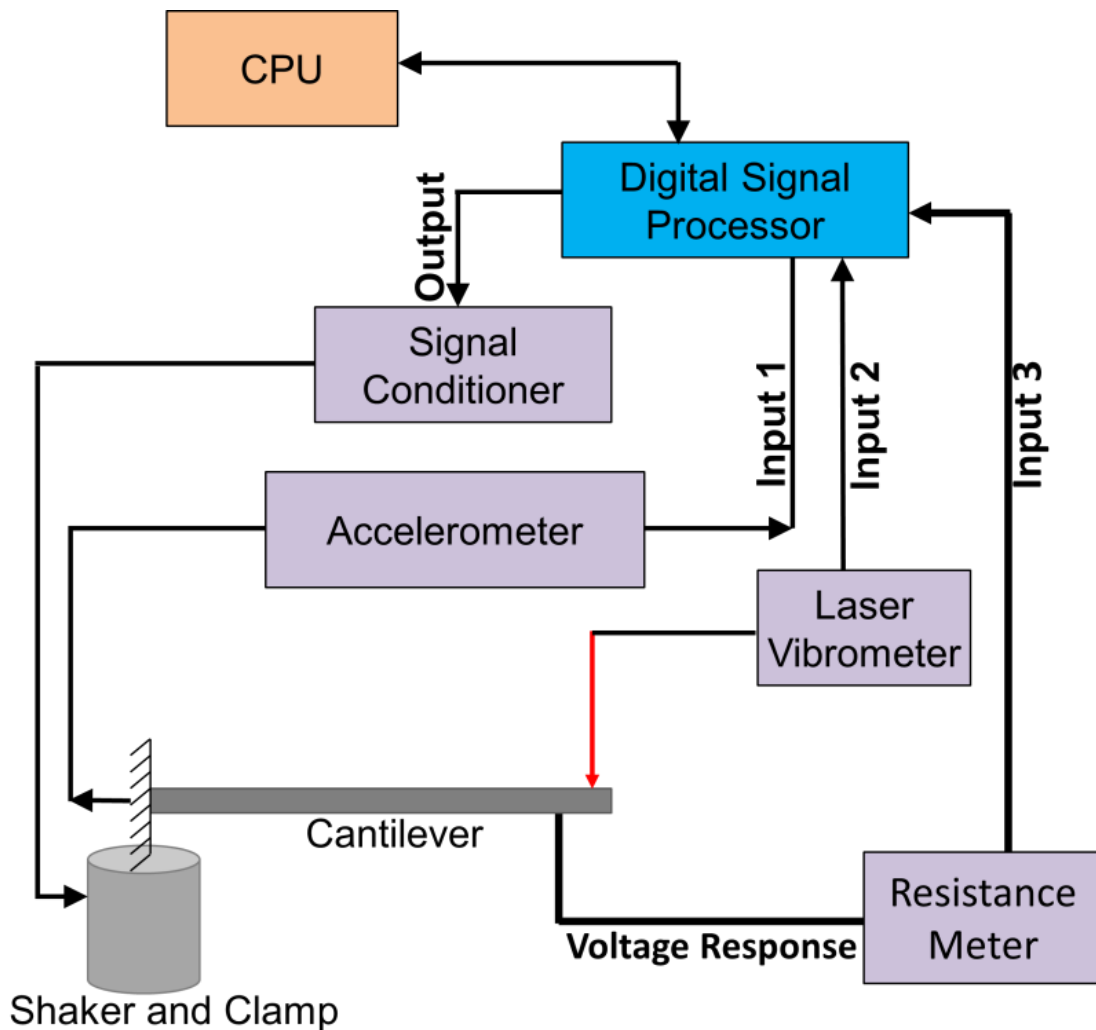 CPU
Digital Signal
Processor
Output
Signal
Conditioner
Input 1
Input 2
Input 3
Accelerometer
Laser
Vibrometer
Cantilever
Resistance
Meter
Voltage Response
Shaker and Clamp